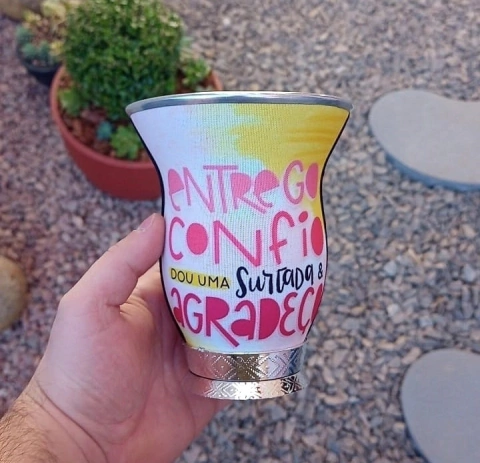 ENTREGO
CONFIO
DOU UMA Surtada &
AGRADEÇO